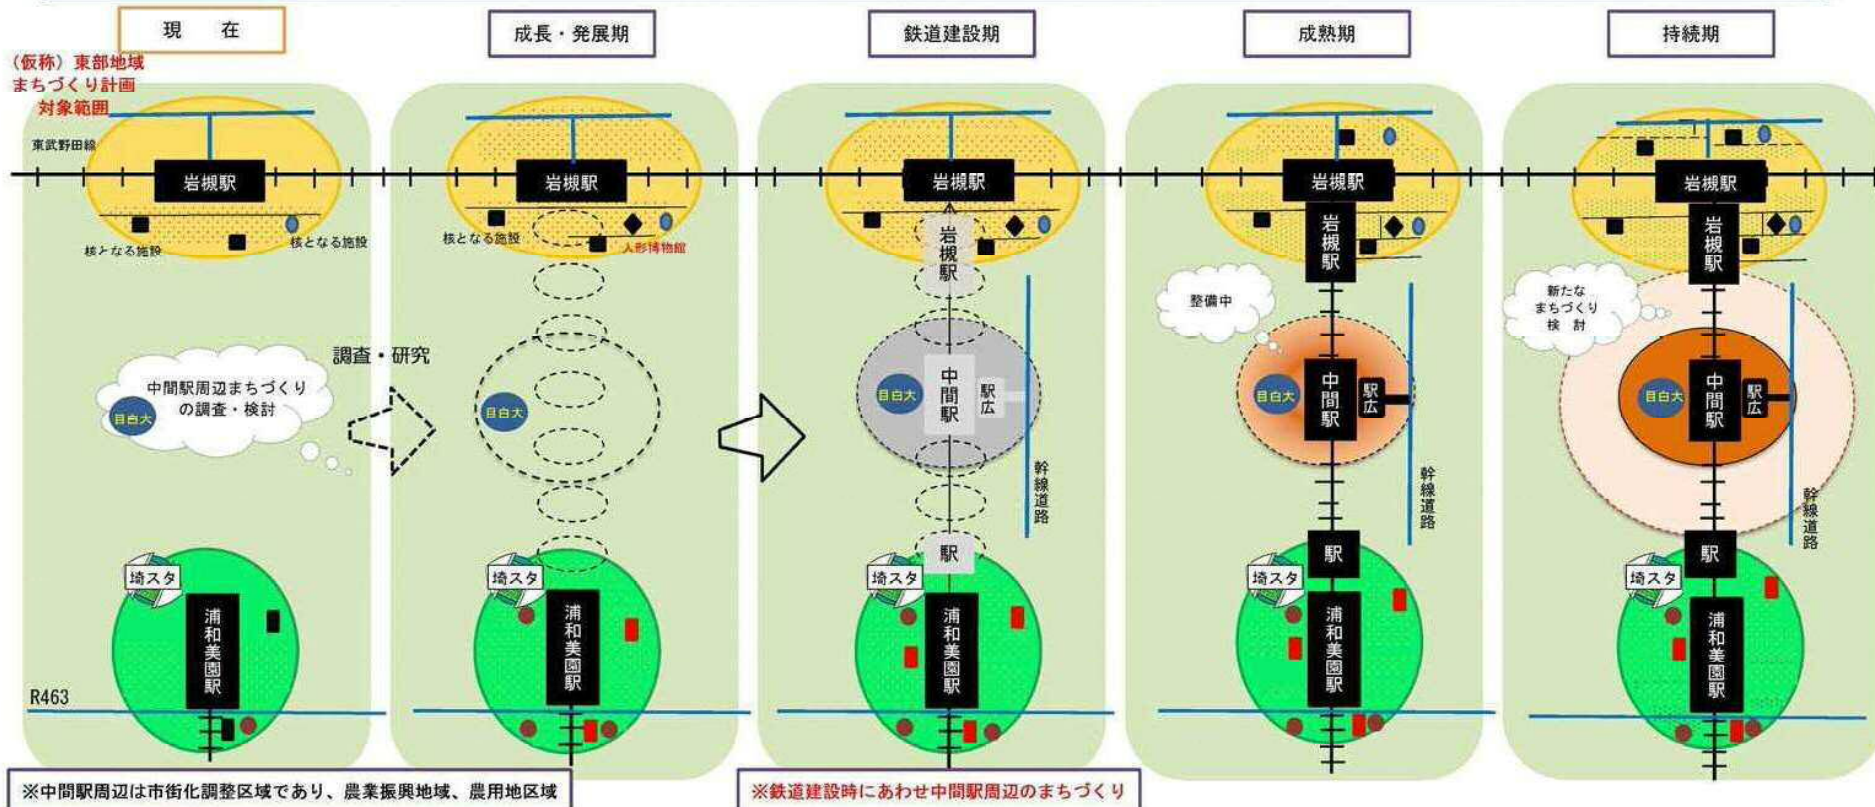 現　在
成長・発展期
鉄道建設期
成熟期
持続期
（仮称）東部地域
まちづくり計画
対象範囲
東武野田線
岩槻駅
核となる施設
核となる施設
中間駅周辺まちづくり
の調査・検討
目白大
埼スタ
浦和美園駅
R463
調査・研究
岩槻駅
核となる施設
人形博物館
目白大
埼スタ
浦和美園駅
岩槻駅
岩槻駅
目白大
中間駅
駅広
幹線道路
駅
埼スタ
浦和美園駅
岩槻駅
岩槻駅
整備中
目白大
中間駅
駅広
幹線道路
駅
埼スタ
浦和美園駅
岩槻駅
岩槻駅
新たな
まちづくり
検　討
目白大
中間駅
駅広
幹線道路
駅
埼スタ
浦和美園駅
※中間駅周辺は市街化調整区域であり、農業振興地域、農用地区域
※鉄道建設時にあわせ中間駅周辺のまちづくり